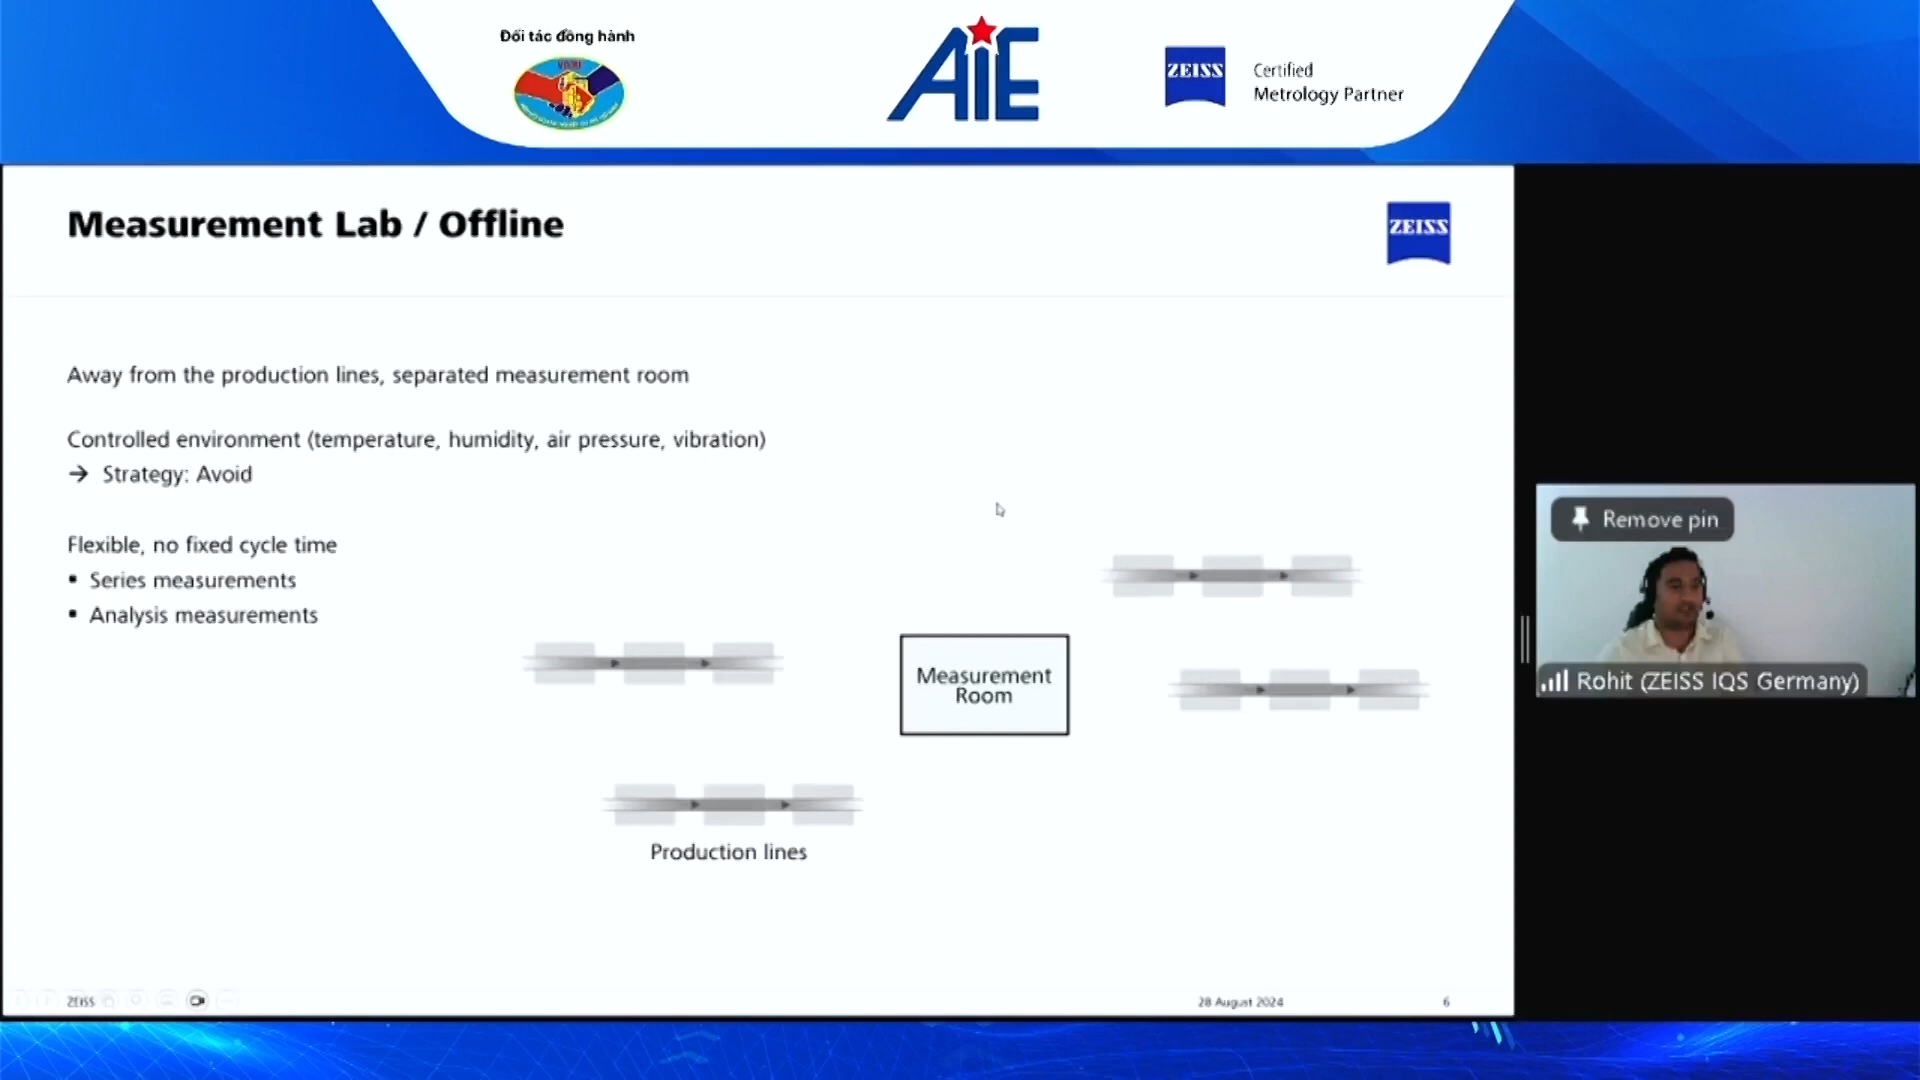 Đối tác đồng hành
AiE
ZEISS
Certified
Metrology Partner
Measurement Lab / Offline
ZEISS
Away from the production lines, separated measurement room
Controlled environment (temperature, humidity, air pressure, vibration)
→ Strategy: Avoid
Flexible, no fixed cycle time
▪ Series measurements
▪ Analysis measurements
Measurement
Room
Production lines
Remove pin
Rohit (ZEISS IQS Germany)
ZEISS
28 August 2024
6